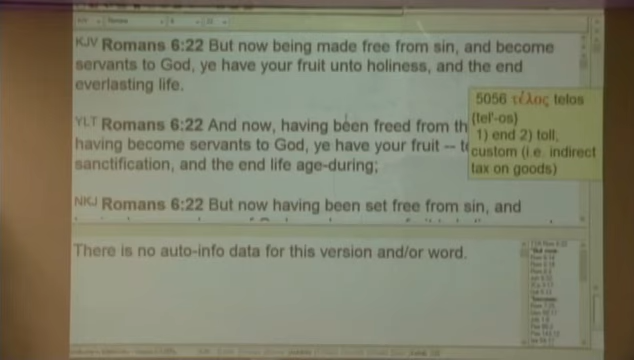 KJV Romans 6:22 But now being made free from sin, and become
servants to God, ye have your fruit unto holiness, and the end
everlasting life.
YLT Romans 6:22 And now, having been freed from th
having become servants to God, ye have your fruit -- t
sanctification, and the end life age-during;
NKJ Romans 6:22 But now having been set free from sin, and
5056 τέλος telos
{tel'-os}
1) end 2) toll,
custom (i.e. indirect
tax on goods)
There is no auto-info data for this version and/or word.